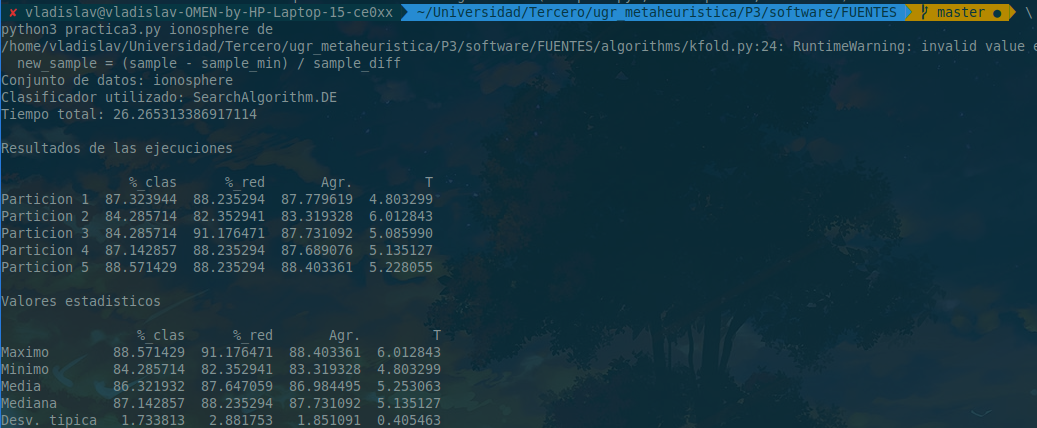 ✘ vladislav@vladislav-OMEN-by-HP-Laptop-15-ce0xx ~/Universidad/Tercero/ugr_metaheuristica/P3/software/FUENTES master ● \
python3 practica3.py ionosphere de
/home/vladislav/Universidad/Tercero/ugr_metaheuristica/P3/software/FUENTES/algorithms/kfold.py:24: RuntimeWarning: invalid value e
new_sample = (sample - sample_min) / sample_diff
Conjunto de datos: ionosphere
Clasificador utilizado: SearchAlgorithm.DE
Tiempo total: 26.265313386917114
Resultados de las ejecuciones
%_clas %_red Agr. T
Particion 1 87.323944 88.235294 87.779619 4.803299
Particion 2 84.285714 82.352941 83.319328 6.012843
Particion 3 84.285714 91.176471 87.731092 5.085990
Particion 4 87.142857 88.235294 87.689076 5.135127
Particion 5 88.571429 88.235294 88.403361 5.228055
Valores estadisticos
%_clas %_red Agr. T
Maximo 88.571429 91.176471 88.403361 6.012843
Minimo 84.285714 82.352941 83.319328 4.803299
Media 86.321932 87.647059 86.984495 5.253063
Mediana 87.142857 88.235294 87.731092 5.135127
Desv. tipica 1.733813 2.881753 1.851091 0.405463